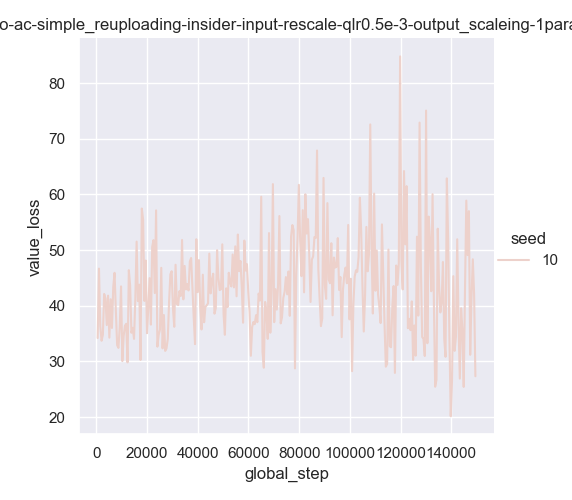 o-ac-simple_reuploading-insider-input-rescale-qlr0.5e-3-output_scaleing-1para
80
70
60
50
40
30
20
value_loss
0 20000 40000 60000 80000 100000 120000 140000
global_step
seed
10